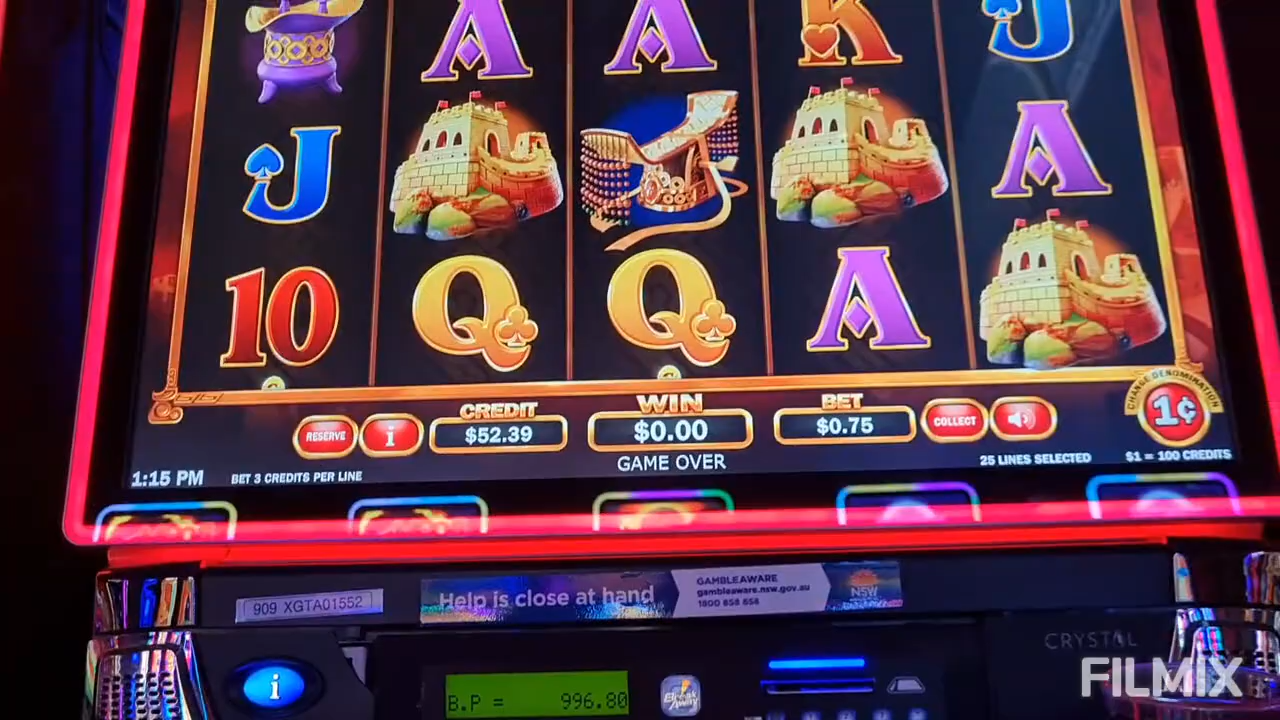 A
A
K
J
J
A
10
Q
Q
A
CREDIT
WIN
BET
RESERVE
i
$52.39
$0.00
$0.75
COLLECT
CHANGE DENOMINATION
1¢
1:15 PM
BET 3 CREDITS PER LINE
GAME OVER
25 LINES SELECTED
$1 = 100 CREDITS
909 XGTA01552
Help is close at hand
GAMBLEAWARE
gambleaware.nsw.gov.au
1800 858 858
NSW
CRYSTAL
i
B.P = 996.80
Break Away
FILMIX